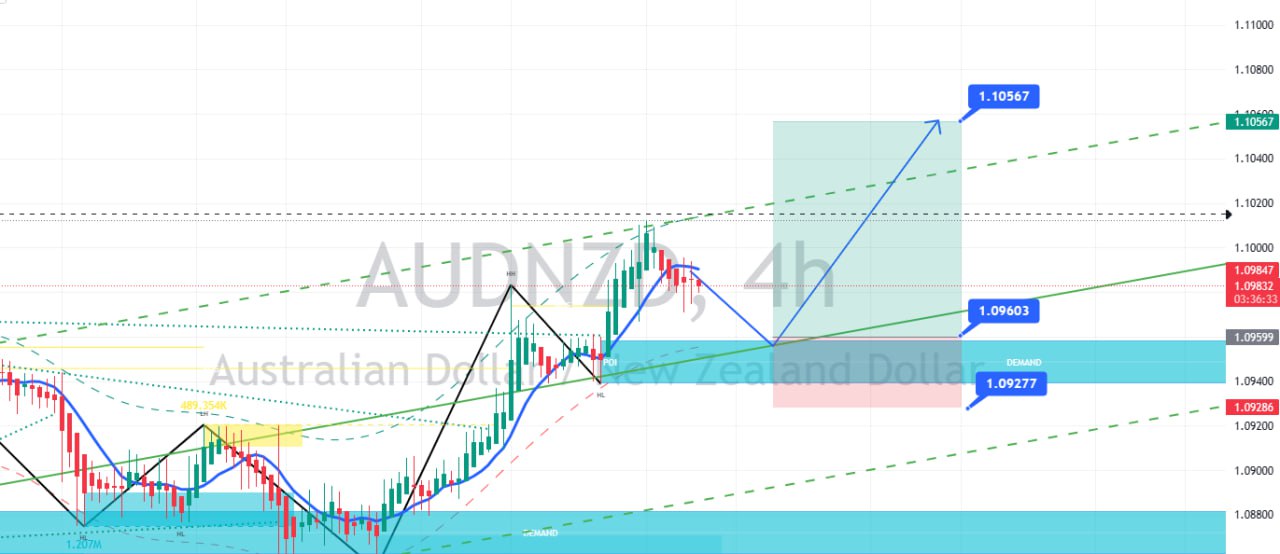 1.11000
1.10800
1.10567
1.10567
1.10400
1.10200
AUDNZD, 4h
1.10000
HH
1.09847
1.09832
03:36:33
1.09603
1.09599
POI
DEMAND
Australian Dollar / New Zealand Dollar
1.09277
1.09400
HL
489.354K
LH
1.09286
1.09200
1.09000
1.08800
HL
HL
DEMAND
1.207M